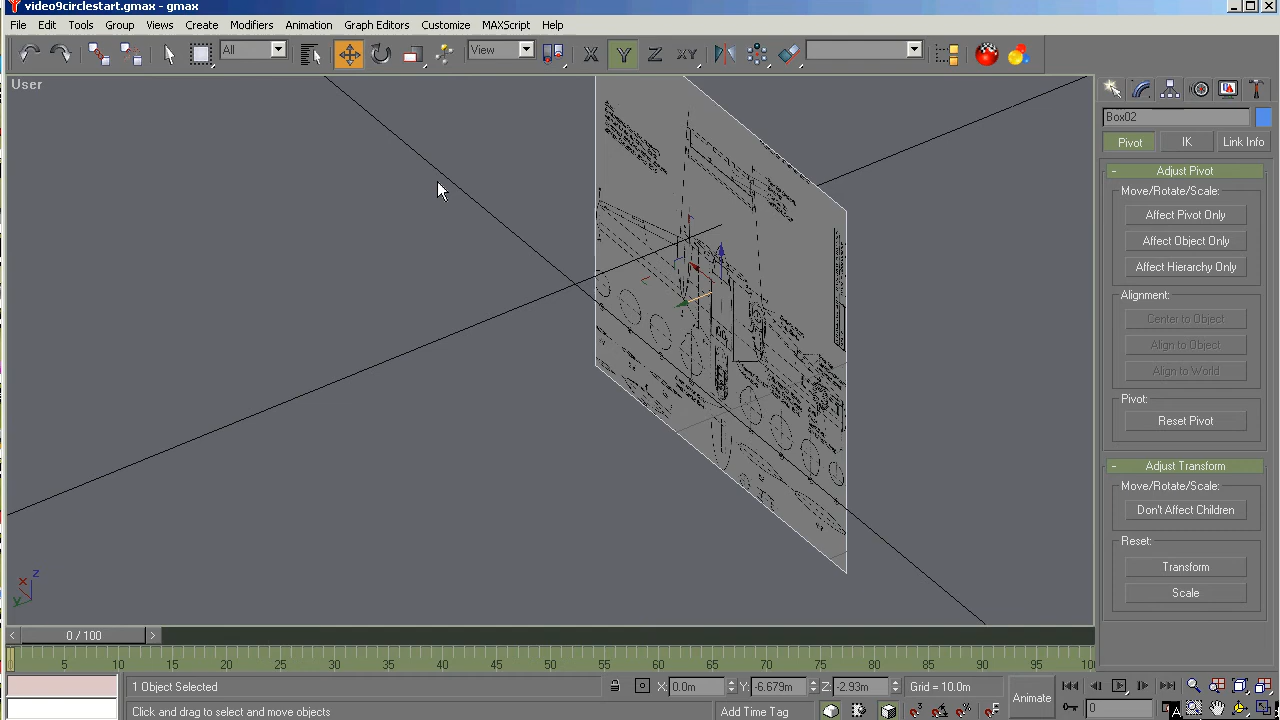 video9circlestart.gmax - gmax
File Edit Tools Group Views Create Modifiers Animation Graph Editors Customize MAXScript Help
All View X Y Z XY
User
Box02
Pivot IK Link Info
- Adjust Pivot
Move/Rotate/Scale:
Affect Pivot Only
Affect Object Only
Affect Hierarchy Only
Alignment:
Center to Object
Align to Object
Align to World
Pivot:
Reset Pivot
- Adjust Transform
Move/Rotate/Scale:
Don't Affect Children
Reset:
Transform
Scale
z
x
y
< 0 / 100 >
5 10 15 20 25 30 35 40 45 50 55 60 65 70 75 80 85 90 95 100
1 Object Selected X: 0.0m Y: -6.679m Z: -2.93m Grid = 10.0m
Animate
Click and drag to select and move objects Add Time Tag 0